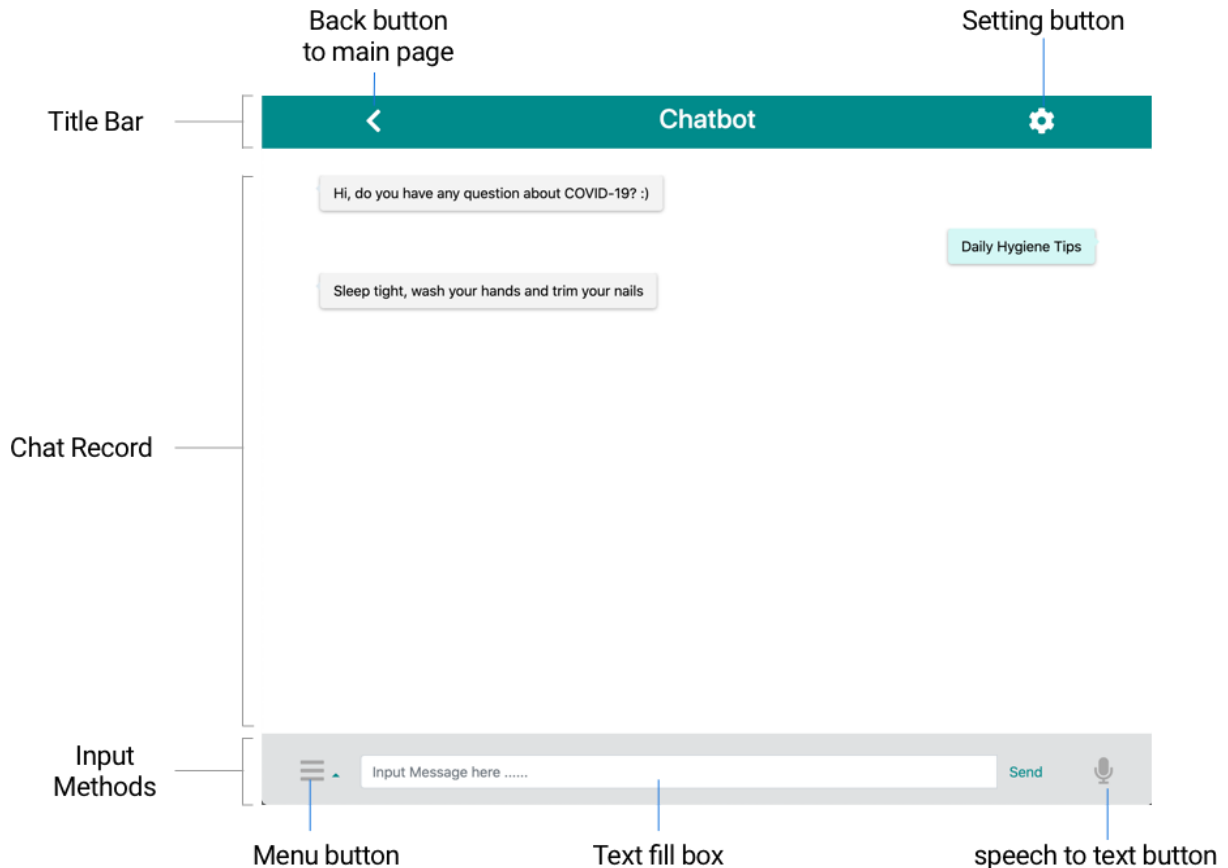 Back button
to main page
Setting button
Title Bar
Chatbot
Hi, do you have any question about COVID-19? :)
Daily Hygiene Tips
Sleep tight, wash your hands and trim your nails
Chat Record
Input
Methods
Input Message here ......
Send
Menu button
Text fill box
speech to text button